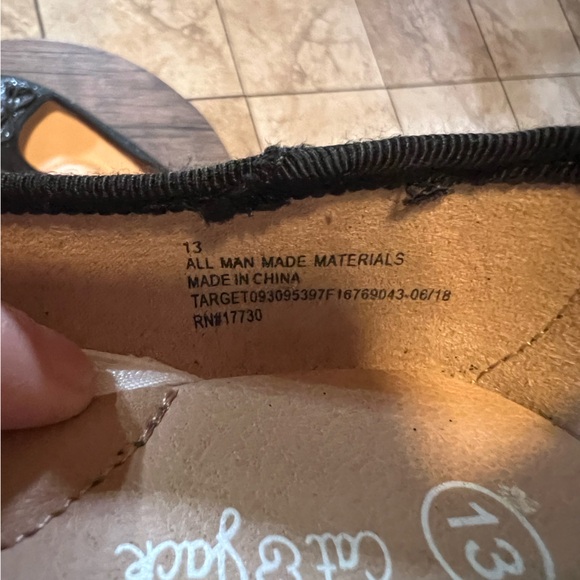 13
ALL MAN MADE MATERIALS
MADE IN CHINA
TARGET093095397F16769043-06/18
RN#17730
Cat & Jack
13